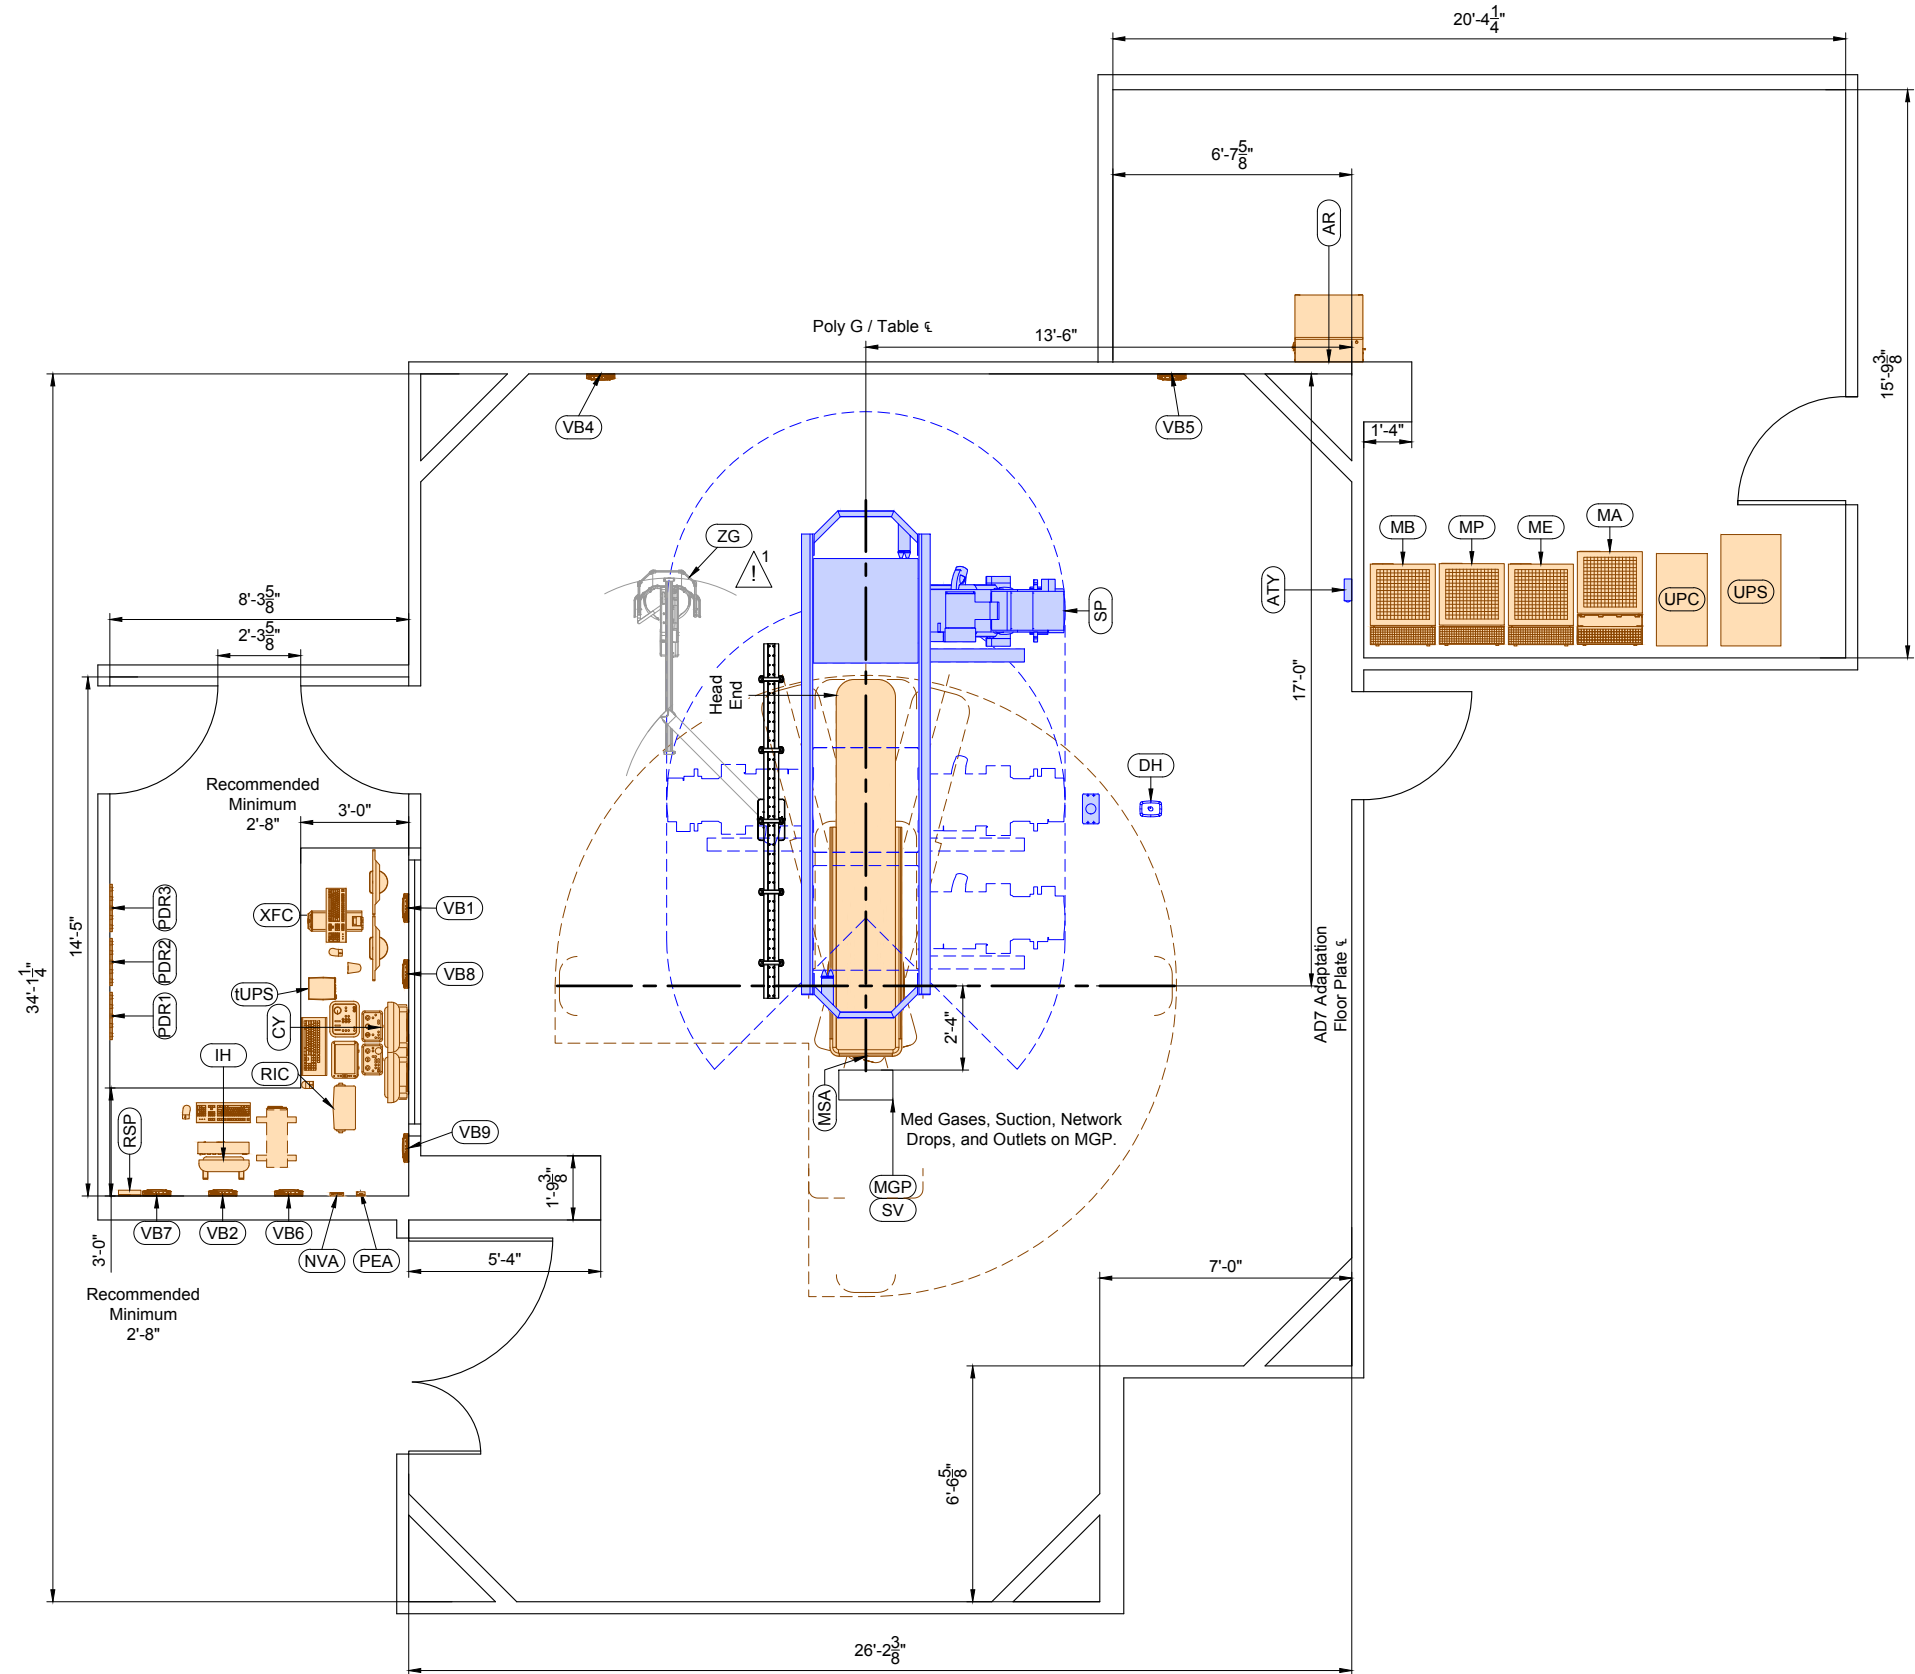 20'-4 1/4"
6'-7 5/8"
AR
Poly G / Table ℄
13'-6"
15'-9 3/8"
VB4
VB5
1'-4"
ZG
1
!
MB
MP
ME
MA
UPC
UPS
ATY
SP
8'-3 5/8"
2'-3 5/8"
17'-0"
Head
End
DH
Recommended
Minimum
2'-8"
3'-0"
14'-5"
34'-1 1/4"
PDR3
XFC
VB1
PDR2
VB8
tUPS
PDR1
CY
IH
RIC
AD7 Adaptation
Floor Plate ℄
2'-4"
MSA
Med Gases, Suction, Network
Drops, and Outlets on MGP.
RSP
VB9
MGP
SV
1'-9 3/8"
VB7
VB2
VB6
NVA
PEA
3'-0"
5'-4"
7'-0"
Recommended
Minimum
2'-8"
6'-6 5/8"
26'-2 3/8"